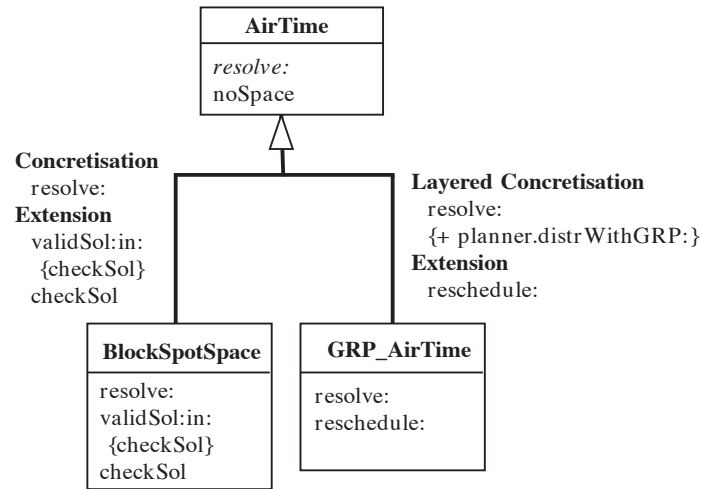 AirTime
resolve:
noSpace
Concretisation
resolve:
Extension
validSol:in:
{checkSol}
checkSol
Layered Concretisation
resolve:
{+ planner.distrWithGRP:}
Extension
reschedule:
BlockSpotSpace
resolve:
validSol:in:
{checkSol}
checkSol
GRP_AirTime
resolve:
reschedule: